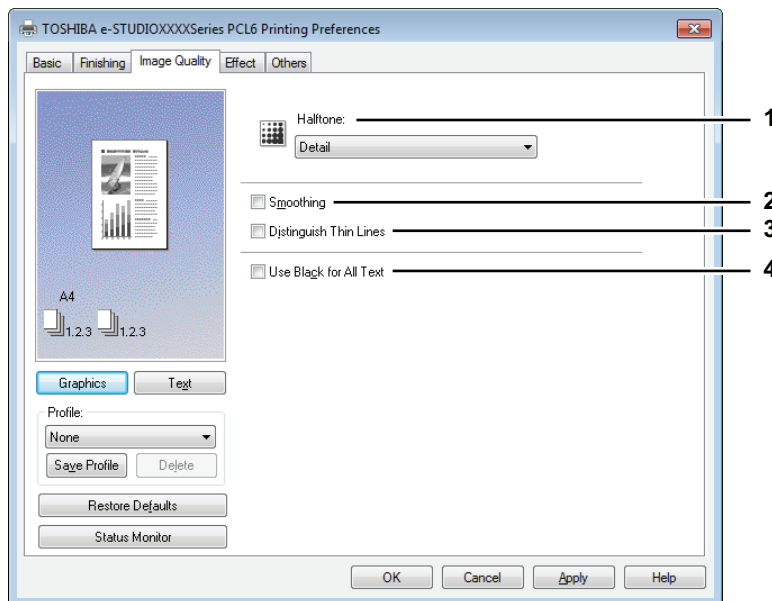 TOSHIBA e-STUDIOXXXXSeries PCL6 Printing Preferences
Basic Finishing Image Quality Effect Others
Halftone: 1
Detail
Smoothing 2
Distinguish Thin Lines 3
Use Black for All Text 4
A4
1.2.3 1.2.3
Graphics Text
Profile:
None
Save Profile Delete
Restore Defaults
Status Monitor
OK Cancel Apply Help